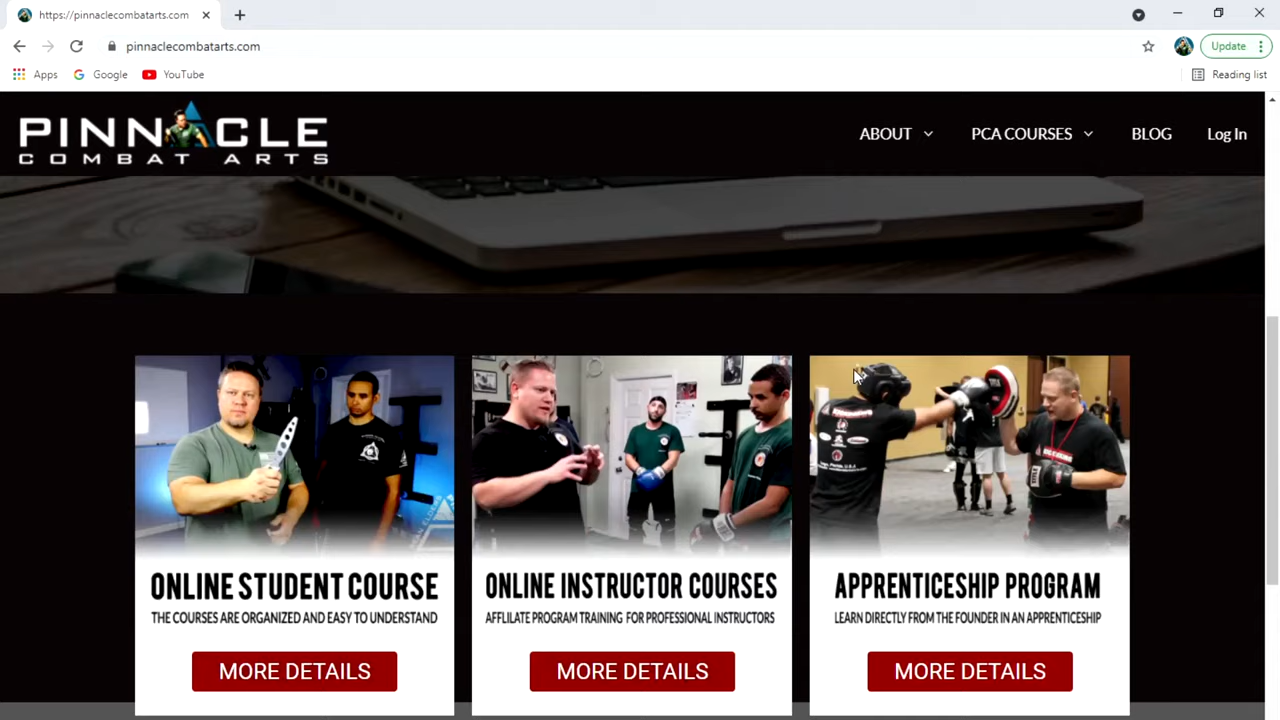 https://pinnaclecombatarts.com
pinnaclecombatarts.com
Update
Apps
Google
YouTube
Reading list
PINNACLE
COMBAT ARTS
ABOUT
PCA COURSES
BLOG
Log In
ONLINE STUDENT COURSE
THE COURSES ARE ORGANIZED AND EASY TO UNDERSTAND
MORE DETAILS
ONLINE INSTRUCTOR COURSES
AFFLILATE PROGRAM TRAINING FOR PROFESSIONAL INSTRUCTORS
MORE DETAILS
APPRENTICESHIP PROGRAM
LEARN DIRECTLY FROM THE FOUNDER IN AN APPRENTICESHIP
MORE DETAILS